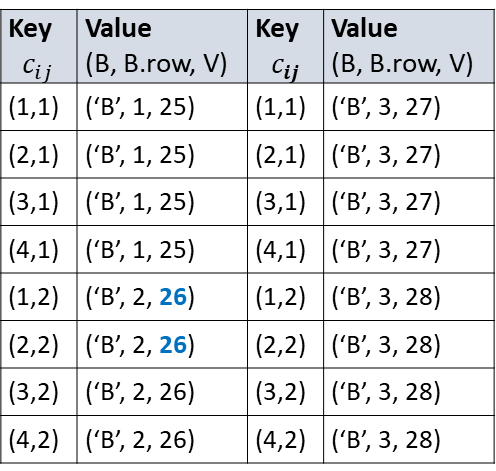 Key Value Key Value
c_{ij} (B, B.row, V) c_{ij} (B, B.row, V)
(1,1) (‘B’, 1, 25) (1,1) (‘B’, 3, 27)
(2,1) (‘B’, 1, 25) (2,1) (‘B’, 3, 27)
(3,1) (‘B’, 1, 25) (3,1) (‘B’, 3, 27)
(4,1) (‘B’, 1, 25) (4,1) (‘B’, 3, 27)
(1,2) (‘B’, 2, 26) (1,2) (‘B’, 3, 28)
(2,2) (‘B’, 2, 26) (2,2) (‘B’, 3, 28)
(3,2) (‘B’, 2, 26) (3,2) (‘B’, 3, 28)
(4,2) (‘B’, 2, 26) (4,2) (‘B’, 3, 28)